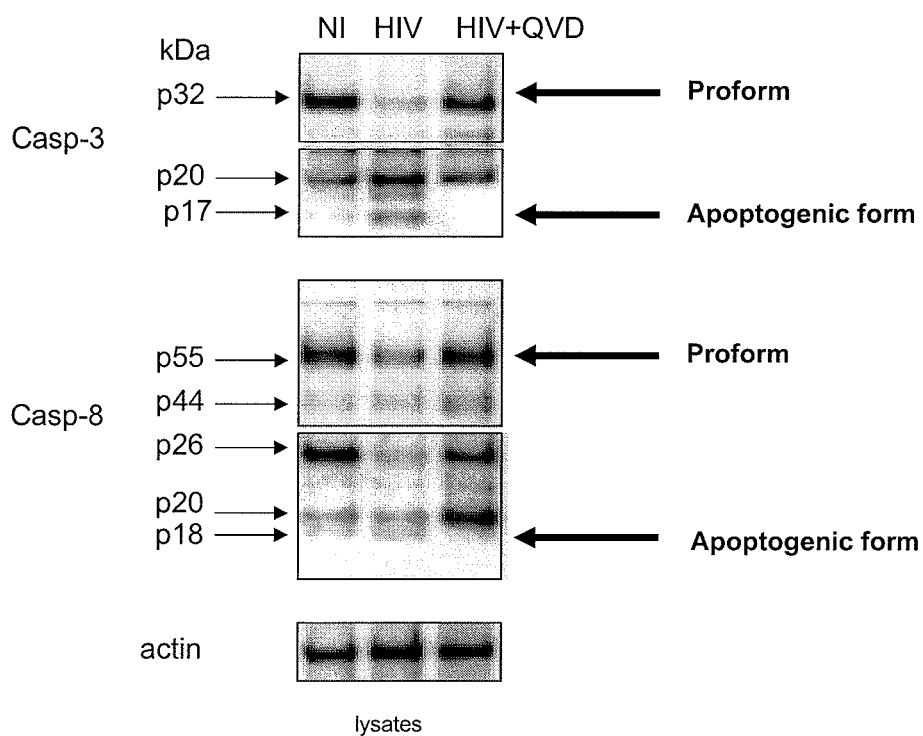 NI HIV HIV+QVD
kDa
p32
Proform
Casp-3
p20
p17
Apoptogenic form
p55
Proform
p44
Casp-8
p26
p20
p18
Apoptogenic form
actin
lysates